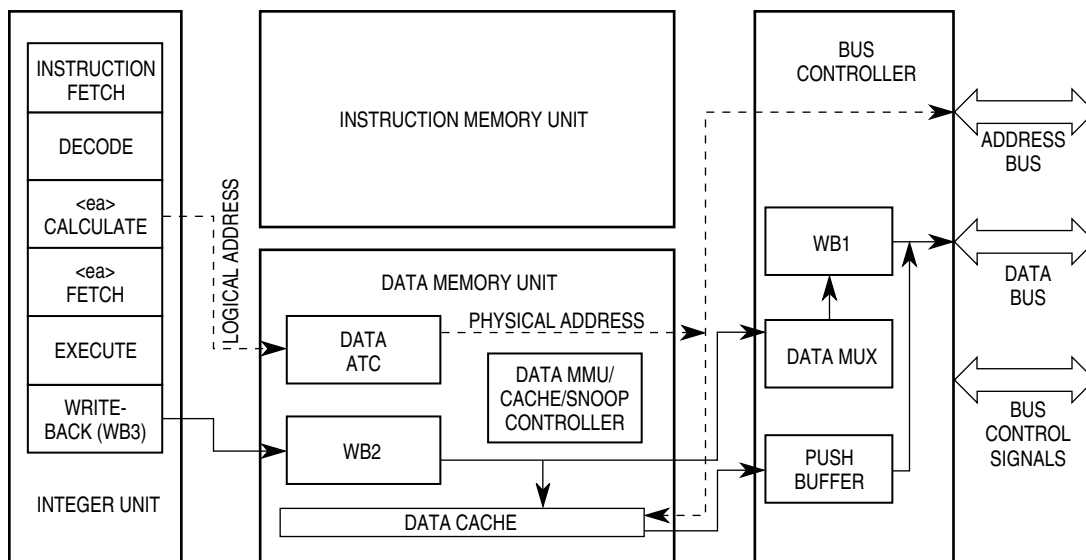 INSTRUCTION
FETCH
DECODE
<ea>
CALCULATE
<ea>
FETCH
EXECUTE
WRITE-
BACK (WB3)
INTEGER UNIT
LOGICAL ADDRESS
INSTRUCTION MEMORY UNIT
DATA MEMORY UNIT
DATA
ATC
PHYSICAL ADDRESS
DATA MMU/
CACHE/SNOOP
CONTROLLER
WB2
DATA CACHE
BUS
CONTROLLER
WB1
DATA MUX
PUSH
BUFFER
ADDRESS
BUS
DATA
BUS
BUS
CONTROL
SIGNALS